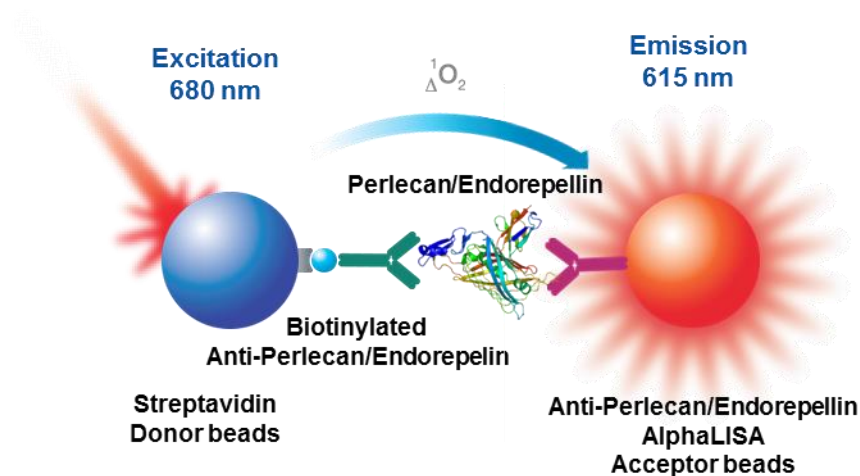 Excitation
680 nm
Emission
615 nm
¹ΔO₂
Perlecan/Endorepellin
Biotinylated
Anti-Perlecan/Endorepelin
Streptavidin
Donor beads
Anti-Perlecan/Endorepellin
AlphaLISA
Acceptor beads